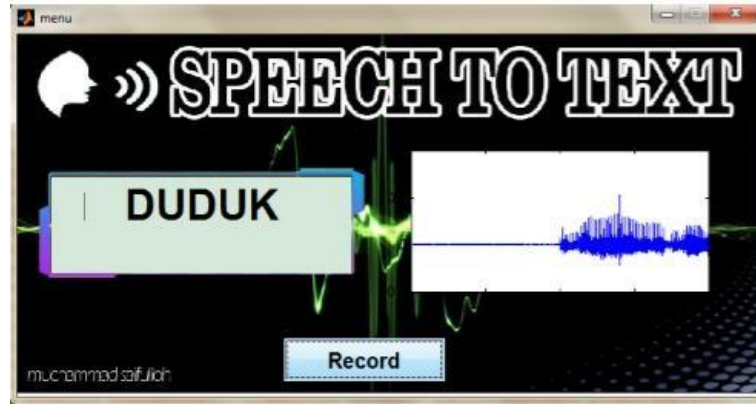 menu
SPEECH TO TEXT
DUDUK
Record
muchammad saifulloh